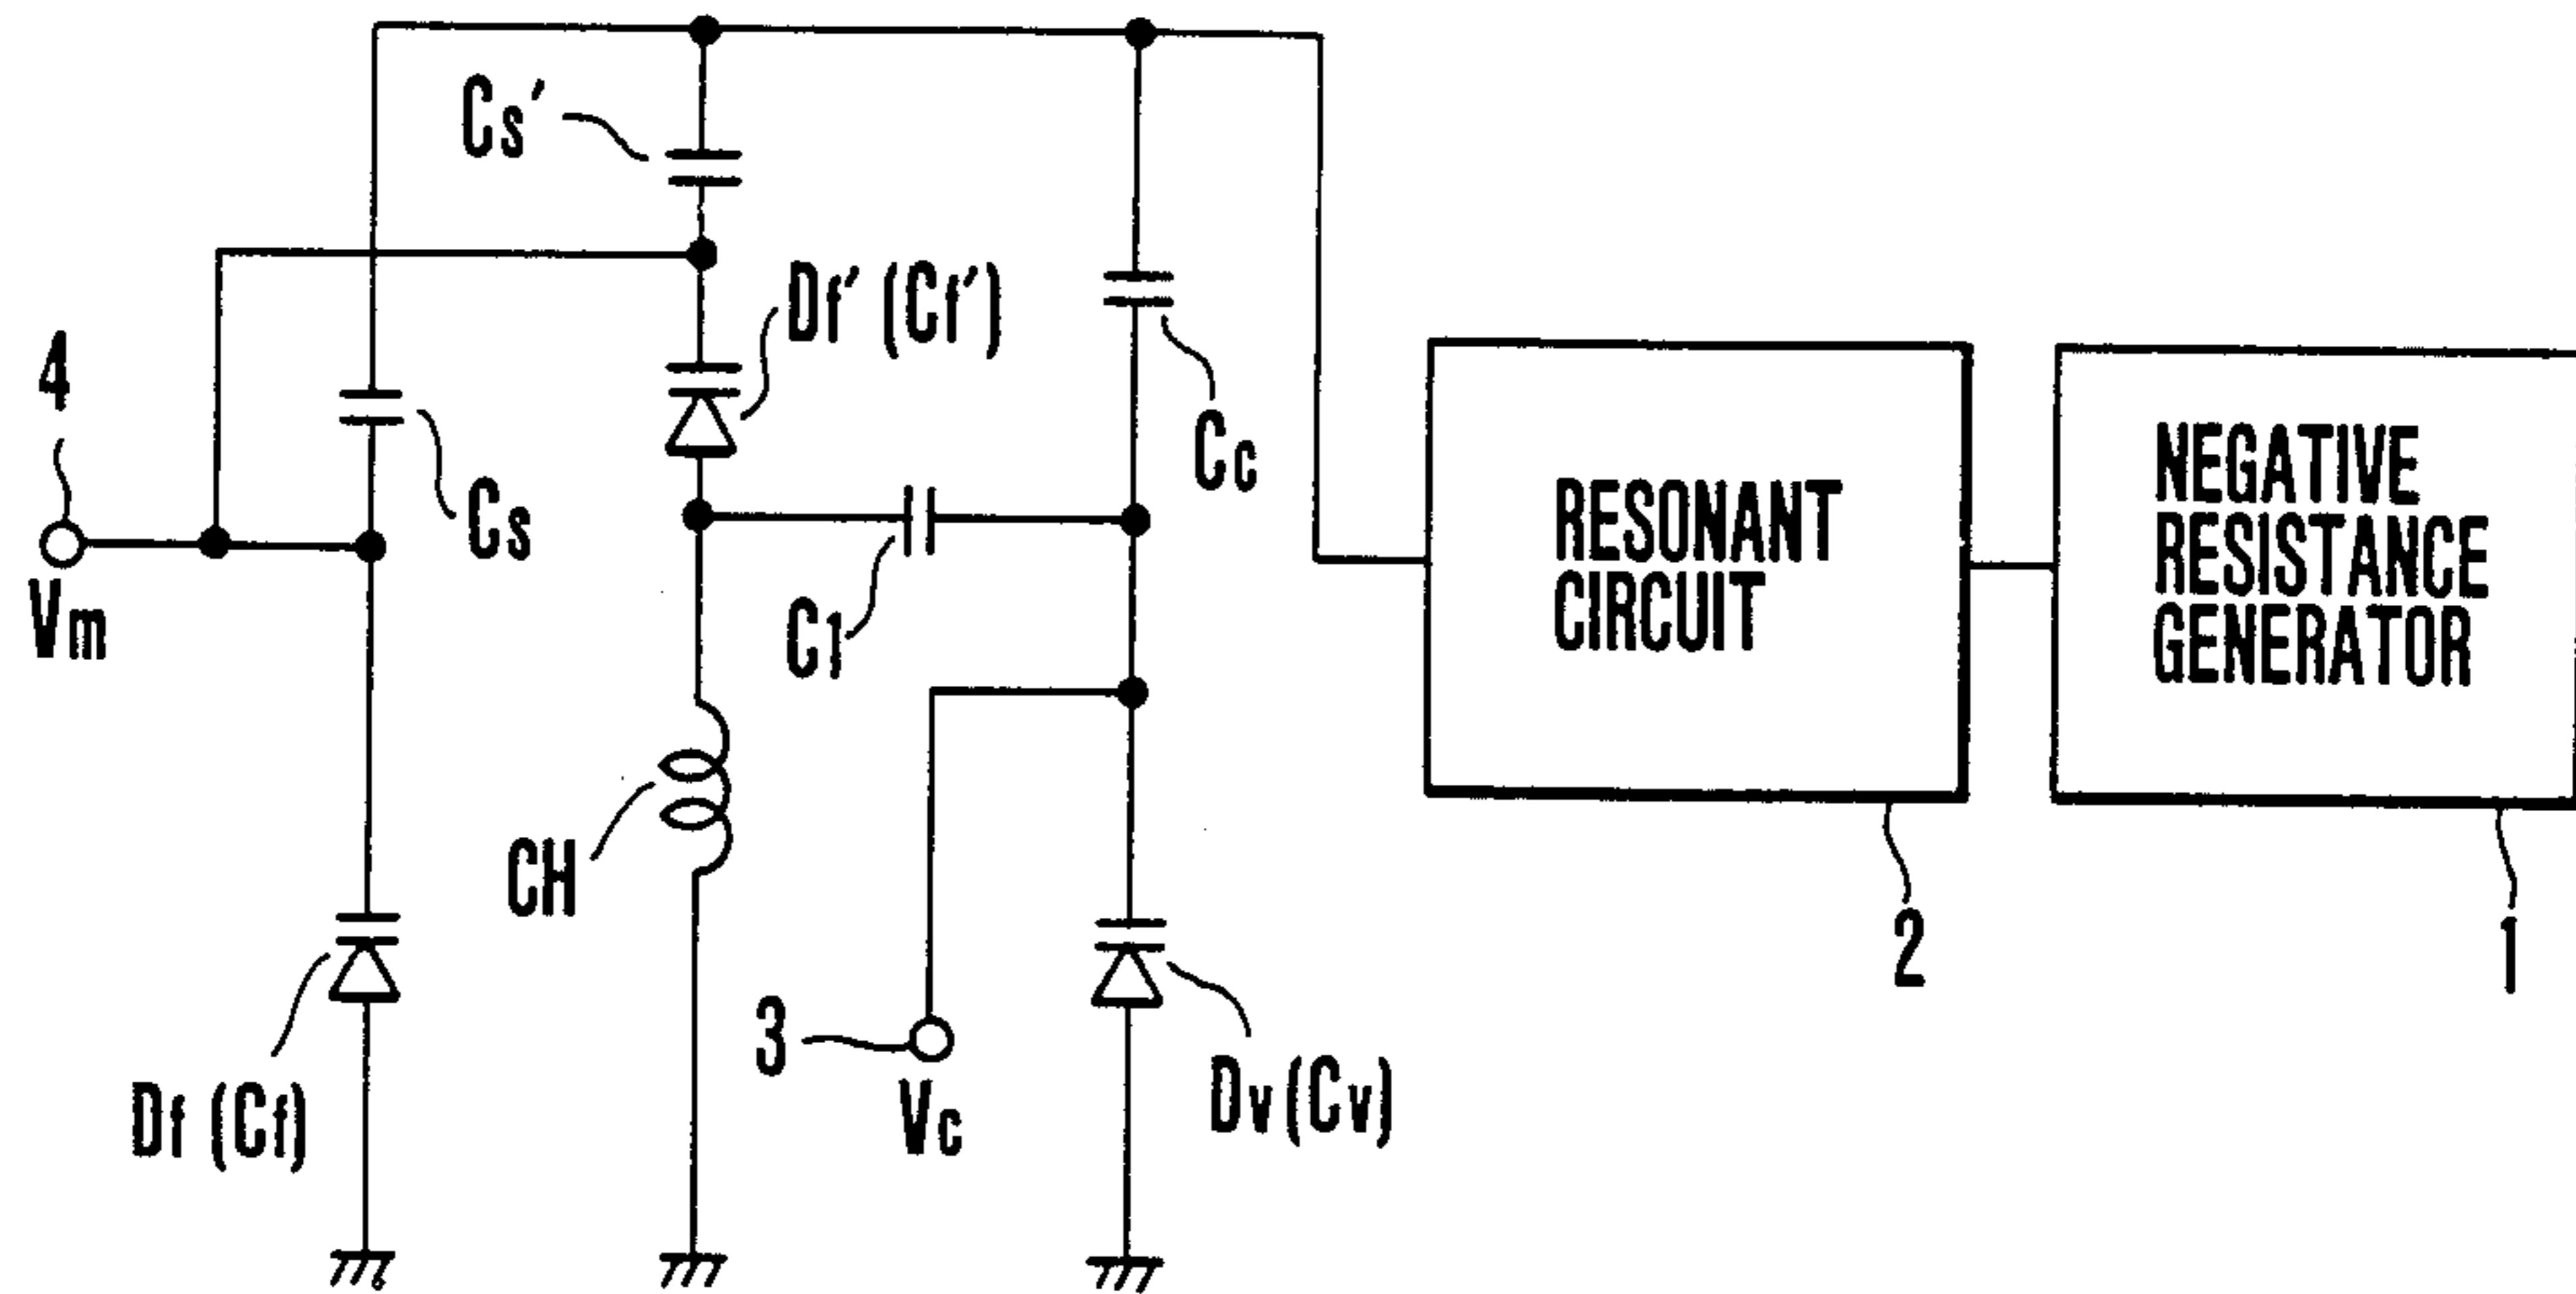 Cs'
Df' (Cf')
4
Cc
Cs
Vm
C1
RESONANT
CIRCUIT
NEGATIVE
RESISTANCE
GENERATOR
CH
2
1
3
Vc
Df (Cf)
Dv (Cv)